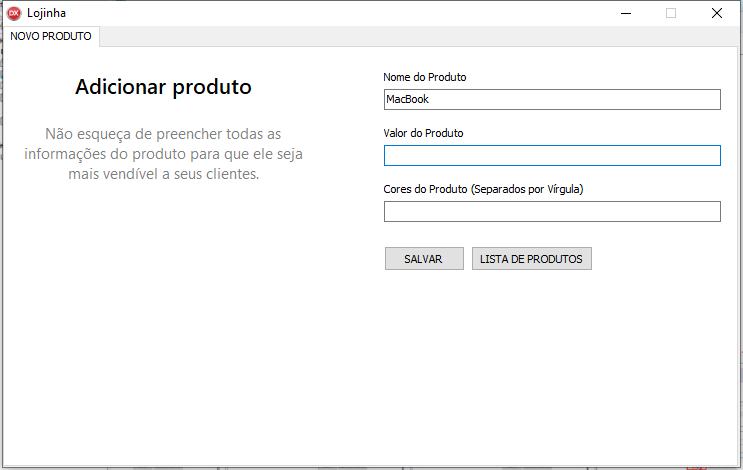 DX Lojinha
NOVO PRODUTO
Adicionar produto
Não esqueça de preencher todas as
informações do produto para que ele seja
mais vendível a seus clientes.
Nome do Produto
MacBook
Valor do Produto
Cores do Produto (Separados por Vírgula)
SALVAR LISTA DE PRODUTOS